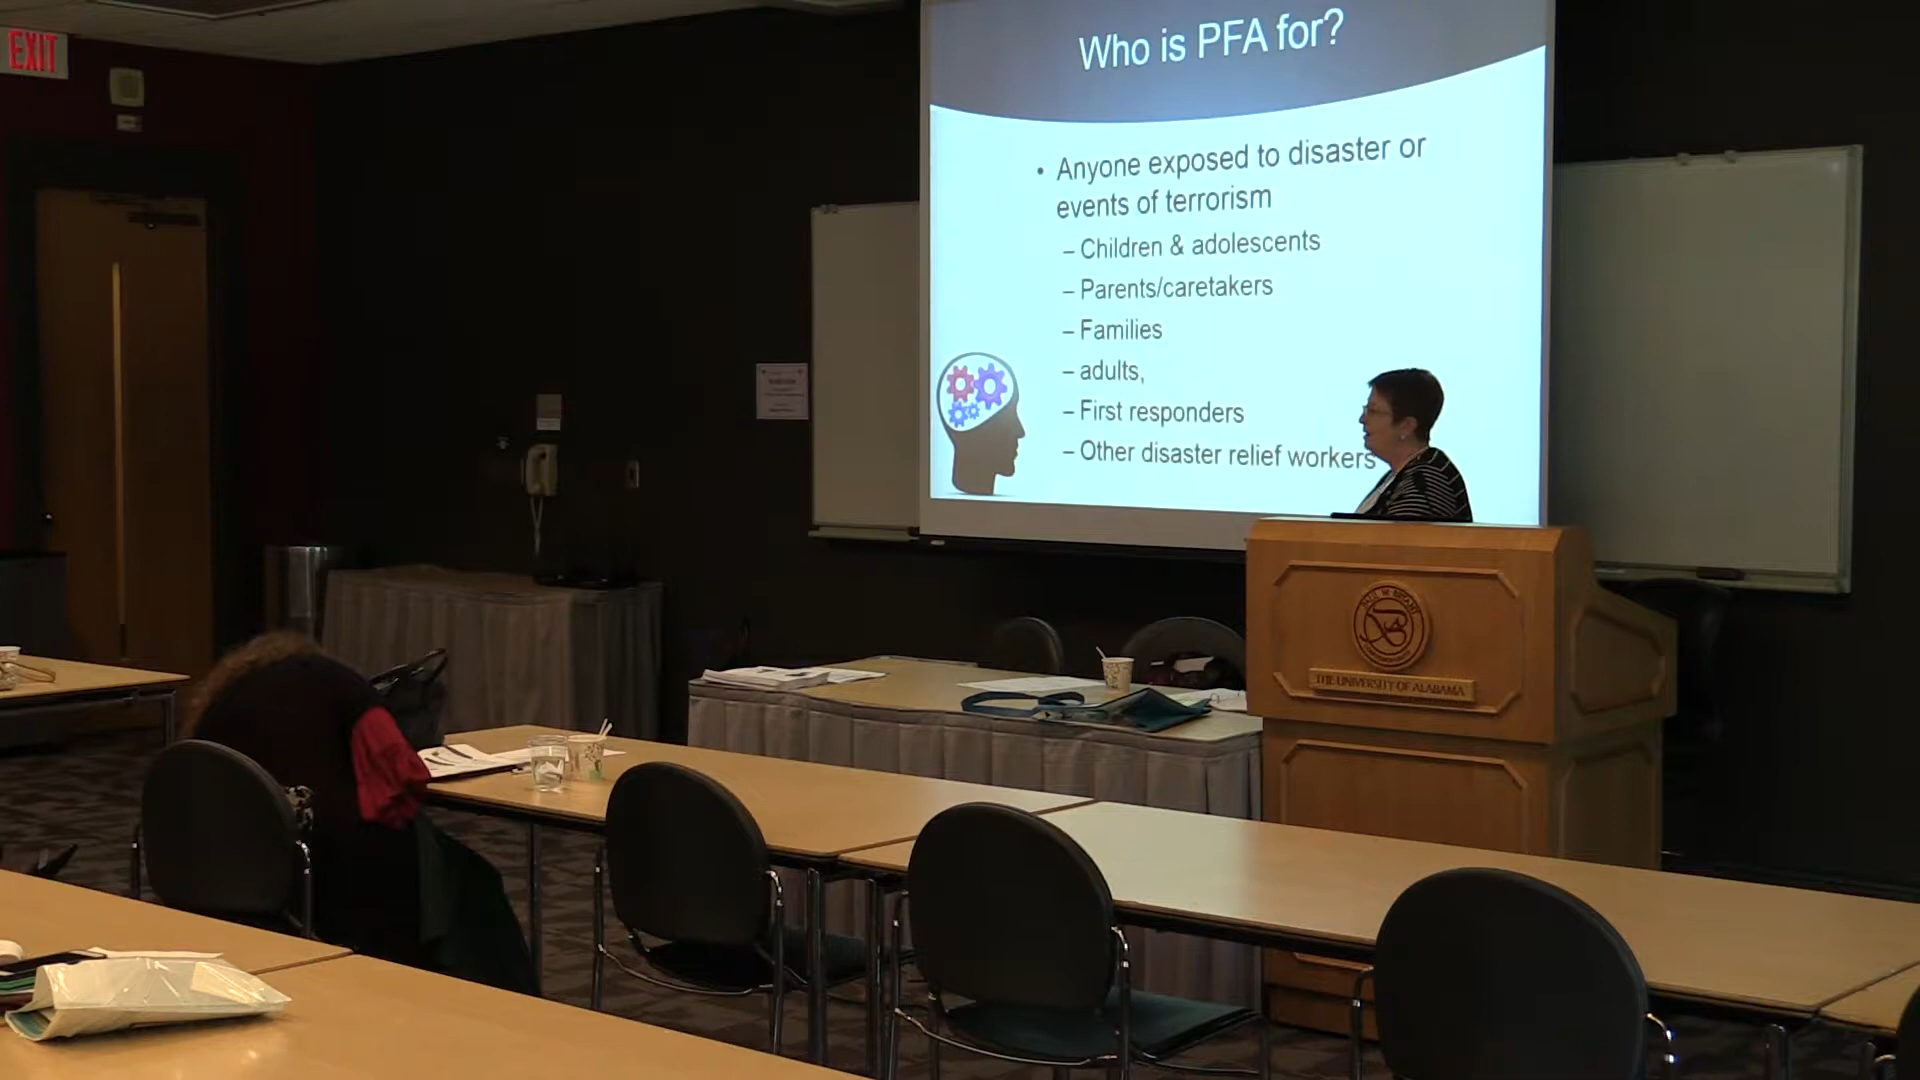 EXIT
Who is PFA for?
• Anyone exposed to disaster or
events of terrorism
– Children & adolescents
– Parents/caretakers
– Families
– adults,
– First responders
– Other disaster relief workers
THE UNIVERSITY OF ALABAMA